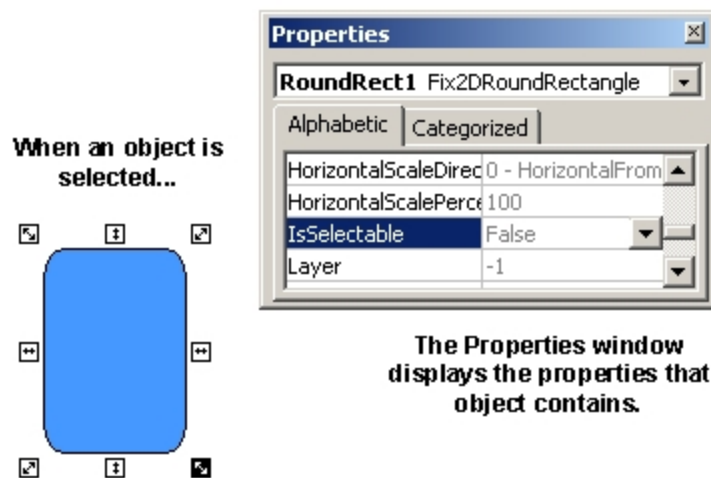 Properties
RoundRect1 Fix2DRoundRectangle
Alphabetic Categorized
When an object is
selected...
HorizontalScaleDirec 0 - HorizontalFrom
HorizontalScalePerce 100
IsSelectable False
Layer -1
The Properties window
displays the properties that
object contains.